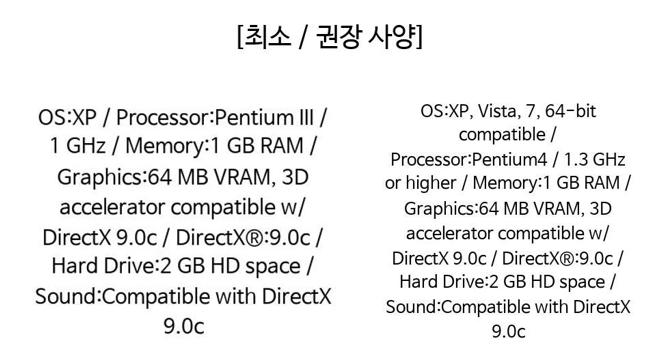 [최소 / 권장 사양]
OS:XP / Processor:Pentium III /
1 GHz / Memory:1 GB RAM /
Graphics:64 MB VRAM, 3D
accelerator compatible w/
DirectX 9.0c / DirectX®:9.0c /
Hard Drive:2 GB HD space /
Sound:Compatible with DirectX
9.0c
OS:XP, Vista, 7, 64-bit
compatible /
Processor:Pentium4 / 1.3 GHz
or higher / Memory:1 GB RAM /
Graphics:64 MB VRAM, 3D
accelerator compatible w/
DirectX 9.0c / DirectX®:9.0c /
Hard Drive:2 GB HD space /
Sound:Compatible with DirectX
9.0c